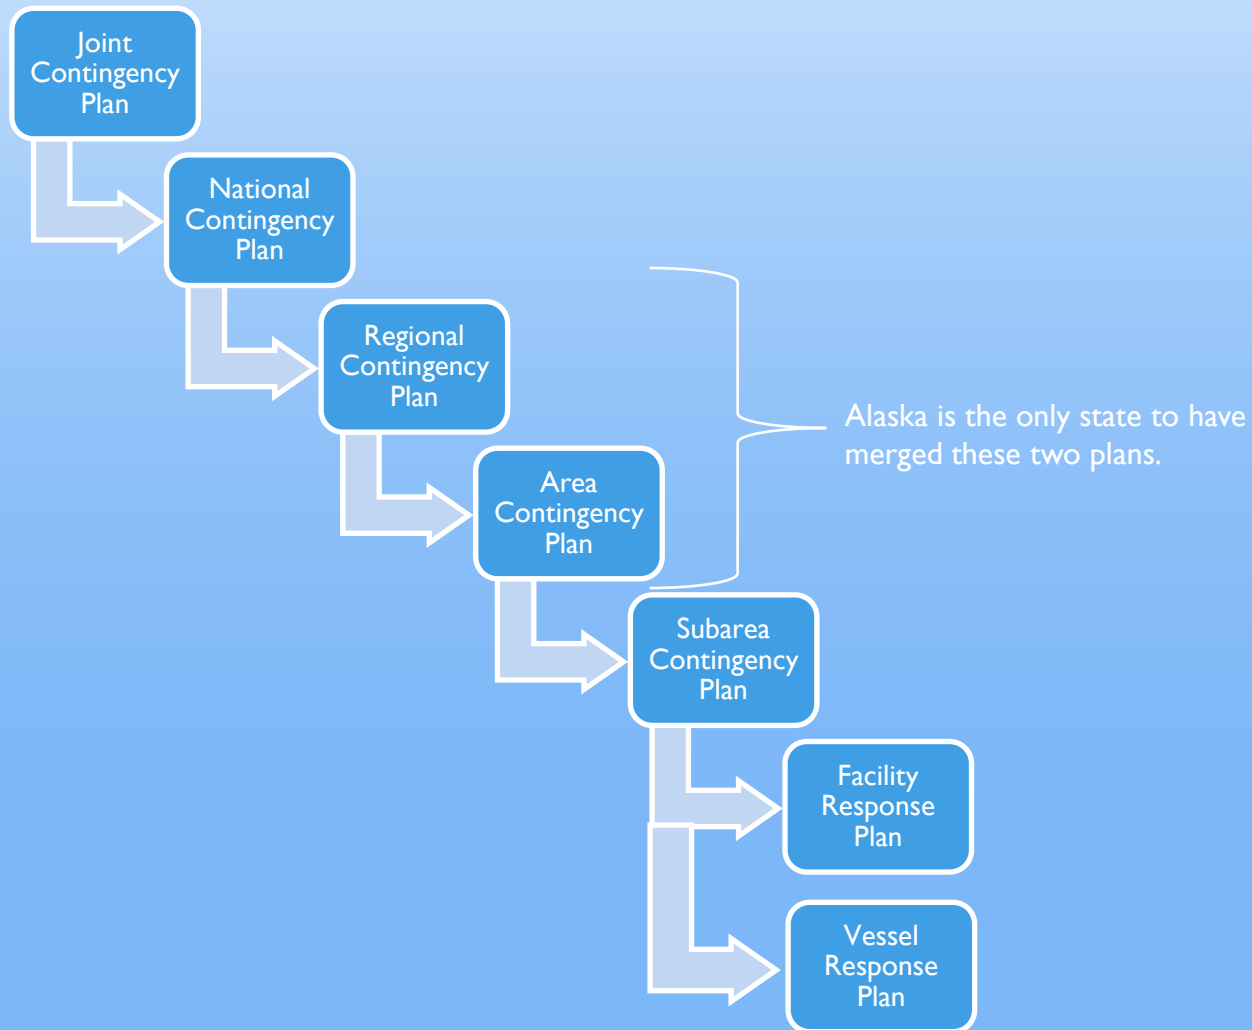 Joint
Contingency
Plan
National
Contingency
Plan
Regional
Contingency
Plan
Alaska is the only state to have
merged these two plans.
Area
Contingency
Plan
Subarea
Contingency
Plan
Facility
Response
Plan
Vessel
Response
Plan